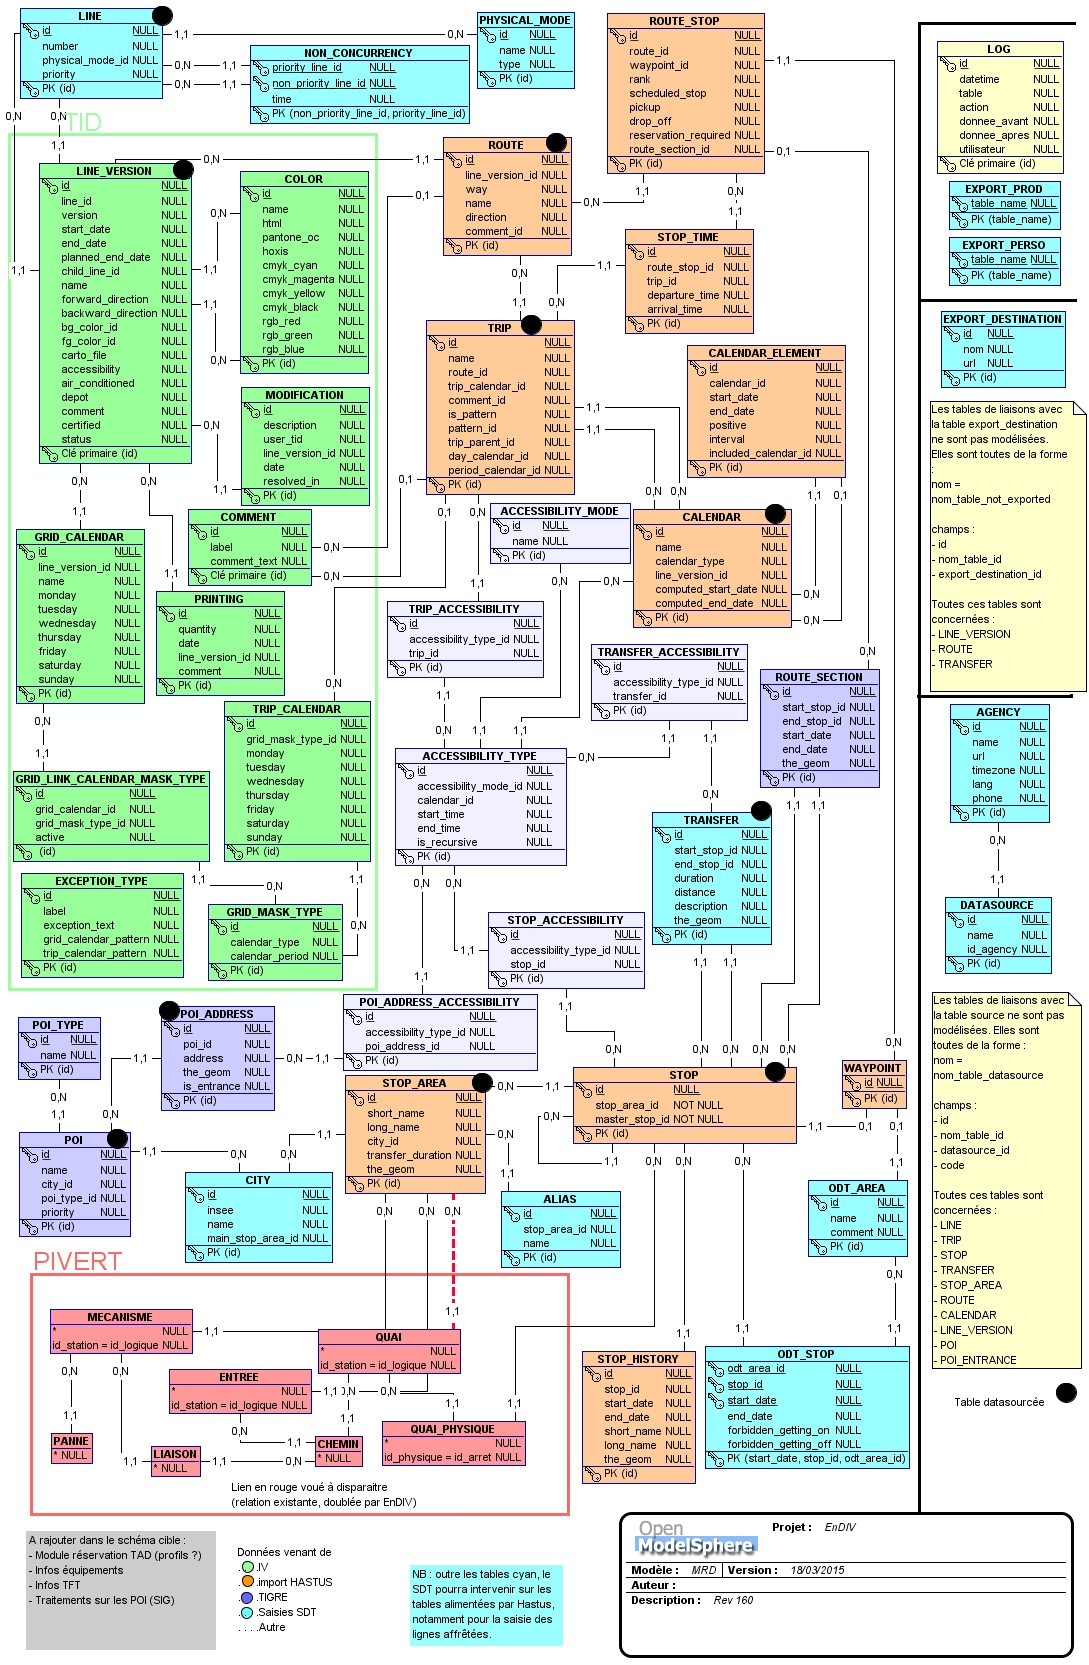 LINE
id NULL
number NULL
physical_mode_id NULL
priority NULL
PK (id)
PHYSICAL_MODE
id NULL
name NULL
type NULL
PK (id)
NON_CONCURRENCY
priority_line_id NULL
non_priority_line_id NULL
time NULL
PK (non_priority_line_id, priority_line_id)
ROUTE_STOP
id NULL
route_id NULL
waypoint_id NULL
rank NULL
scheduled_stop NULL
pickup NULL
drop_off NULL
reservation_required NULL
route_section_id NULL
PK (id)
LOG
id NULL
datetime NULL
table NULL
action NULL
donnee_avant NULL
donnee_apres NULL
utilisateur NULL
Clé primaire (id)
EXPORT_PROD
table_name NULL
PK (table_name)
EXPORT_PERSO
table_name NULL
PK (table_name)
TID
LINE_VERSION
id NULL
line_id NULL
version NULL
start_date NULL
end_date NULL
planned_end_date NULL
child_line_id NULL
name NULL
forward_direction NULL
backward_direction NULL
bg_color_id NULL
fg_color_id NULL
carto_file NULL
accessibility NULL
air_conditioned NULL
depot NULL
comment NULL
certified NULL
status NULL
Clé primaire (id)
COLOR
id NULL
name NULL
html NULL
pantone_oc NULL
hoxis NULL
cmyk_cyan NULL
cmyk_magenta NULL
cmyk_yellow NULL
cmyk_black NULL
rgb_red NULL
rgb_green NULL
rgb_blue NULL
PK (id)
ROUTE
id NULL
line_version_id NULL
way NULL
name NULL
direction NULL
comment_id NULL
PK (id)
STOP_TIME
id NULL
route_stop_id NULL
trip_id NULL
departure_time NULL
arrival_time NULL
PK (id)
EXPORT_DESTINATION
id NULL
nom NULL
url NULL
PK (id)
TRIP
id NULL
name NULL
route_id NULL
trip_calendar_id NULL
comment_id NULL
is_pattern NULL
pattern_id NULL
trip_parent_id NULL
day_calendar_id NULL
period_calendar_id NULL
PK (id)
CALENDAR_ELEMENT
id NULL
calendar_id NULL
start_date NULL
end_date NULL
positive NULL
interval NULL
included_calendar_id NULL
PK (id)
MODIFICATION
id NULL
description NULL
user_tid NULL
line_version_id NULL
date NULL
resolved_in NULL
PK (id)
Les tables de liaisons avec
la table export_destination
ne sont pas modélisées.
Elles sont toutes de la forme
:
nom =
nom_table_not_exported
champs :
- id
- nom_table_id
- export_destination_id
Toutes ces tables sont
concernées :
- LINE_VERSION
- ROUTE
- TRANSFER
COMMENT
id NULL
label NULL
comment_text NULL
Clé primaire (id)
ACCESSIBILITY_MODE
id NULL
name NULL
PK (id)
CALENDAR
id NULL
name NULL
calendar_type NULL
line_version_id NULL
computed_start_date NULL
computed_end_date NULL
PK (id)
GRID_CALENDAR
id NULL
line_version_id NULL
name NULL
monday NULL
tuesday NULL
wednesday NULL
thursday NULL
friday NULL
saturday NULL
sunday NULL
PK (id)
PRINTING
id NULL
quantity NULL
date NULL
line_version_id NULL
comment NULL
PK (id)
TRIP_ACCESSIBILITY
id NULL
accessibility_type_id NULL
trip_id NULL
PK (id)
TRANSFER_ACCESSIBILITY
id NULL
accessibility_type_id NULL
transfer_id NULL
PK (id)
ROUTE_SECTION
id NULL
start_stop_id NULL
end_stop_id NULL
start_date NULL
end_date NULL
the_geom NULL
PK (id)
TRIP_CALENDAR
id NULL
grid_mask_type_id NULL
monday NULL
tuesday NULL
wednesday NULL
thursday NULL
friday NULL
saturday NULL
sunday NULL
PK (id)
AGENCY
id NULL
name NULL
url NULL
timezone NULL
lang NULL
phone NULL
PK (id)
GRID_LINK_CALENDAR_MASK_TYPE
id NULL
grid_calendar_id NULL
grid_mask_type_id NULL
active NULL
(id)
ACCESSIBILITY_TYPE
id NULL
accessibility_mode_id NULL
calendar_id NULL
start_time NULL
end_time NULL
is_recursive NULL
PK (id)
TRANSFER
id NULL
start_stop_id NULL
end_stop_id NULL
duration NULL
distance NULL
description NULL
the_geom NULL
PK (id)
EXCEPTION_TYPE
id NULL
label NULL
exception_text NULL
grid_calendar_pattern NULL
trip_calendar_pattern NULL
PK (id)
GRID_MASK_TYPE
id NULL
calendar_type NULL
calendar_period NULL
PK (id)
STOP_ACCESSIBILITY
id NULL
accessibility_type_id NULL
stop_id NULL
PK (id)
DATASOURCE
id NULL
name NULL
id_agency NULL
PK (id)
POI_TYPE
id NULL
name NULL
PK (id)
POI_ADDRESS
id NULL
poi_id NULL
address NULL
the_geom NULL
is_entrance NULL
PK (id)
POI_ADDRESS_ACCESSIBILITY
id NULL
accessibility_type_id NULL
poi_address_id NULL
PK (id)
Les tables de liaisons avec
la table source ne sont pas
modélisées. Elles sont
toutes de la forme :
nom =
nom_table_datasource
champs :
- id
- nom_table_id
- datasource_id
- code
Toutes ces tables sont
concernées :
- LINE
- TRIP
- STOP
- TRANSFER
- STOP_AREA
- ROUTE
- CALENDAR
- LINE_VERSION
- POI
- POI_ENTRANCE
STOP_AREA
id NULL
short_name NULL
long_name NULL
city_id NULL
transfer_duration NULL
the_geom NULL
PK (id)
STOP
id NULL
stop_area_id NOT NULL
master_stop_id NOT NULL
PK (id)
WAYPOINT
id NULL
PK (id)
POI
id NULL
name NULL
city_id NULL
poi_type_id NULL
priority NULL
PK (id)
CITY
id NULL
insee NULL
name NULL
main_stop_area_id NULL
PK (id)
ALIAS
id NULL
stop_area_id NULL
name NULL
PK (id)
ODT_AREA
id NULL
name NULL
comment NULL
PK (id)
PIVERT
MECANISME
* NULL
id_station = id_logique NULL
QUAI
* NULL
id_station = id_logique NULL
ENTREE
* NULL
id_station = id_logique NULL
PANNE
* NULL
LIAISON
* NULL
CHEMIN
* NULL
QUAI_PHYSIQUE
* NULL
id_physique = id_arret NULL
Lien en rouge voué à disparaitre
(relation existante, doublée par EnDIV)
STOP_HISTORY
id NULL
stop_id NULL
start_date NULL
end_date NULL
short_name NULL
long_name NULL
the_geom NULL
PK (id)
ODT_STOP
odt_area_id NULL
stop_id NULL
start_date NULL
end_date NULL
forbidden_getting_on NULL
forbidden_getting_off NULL
PK (start_date, stop_id, odt_area_id)
Table datasourcée
A rajouter dans le schéma cible :
- Module réservation TAD (profils ?)
- Infos équipements
- Infos TFT
- Traitements sur les POI (SIG)
Données venant de
.IV
.import HASTUS
.TIGRE
.Saisies SDT
. . . .Autre
NB : outre les tables cyan, le
SDT pourra intervenir sur les
tables alimentées par Hastus,
notamment pour la saisie des
lignes affrêtées.
Open
ModelSphere
Projet : EnDIV
Modèle : MRD Version : 18/03/2015
Auteur :
Description : Rev 160